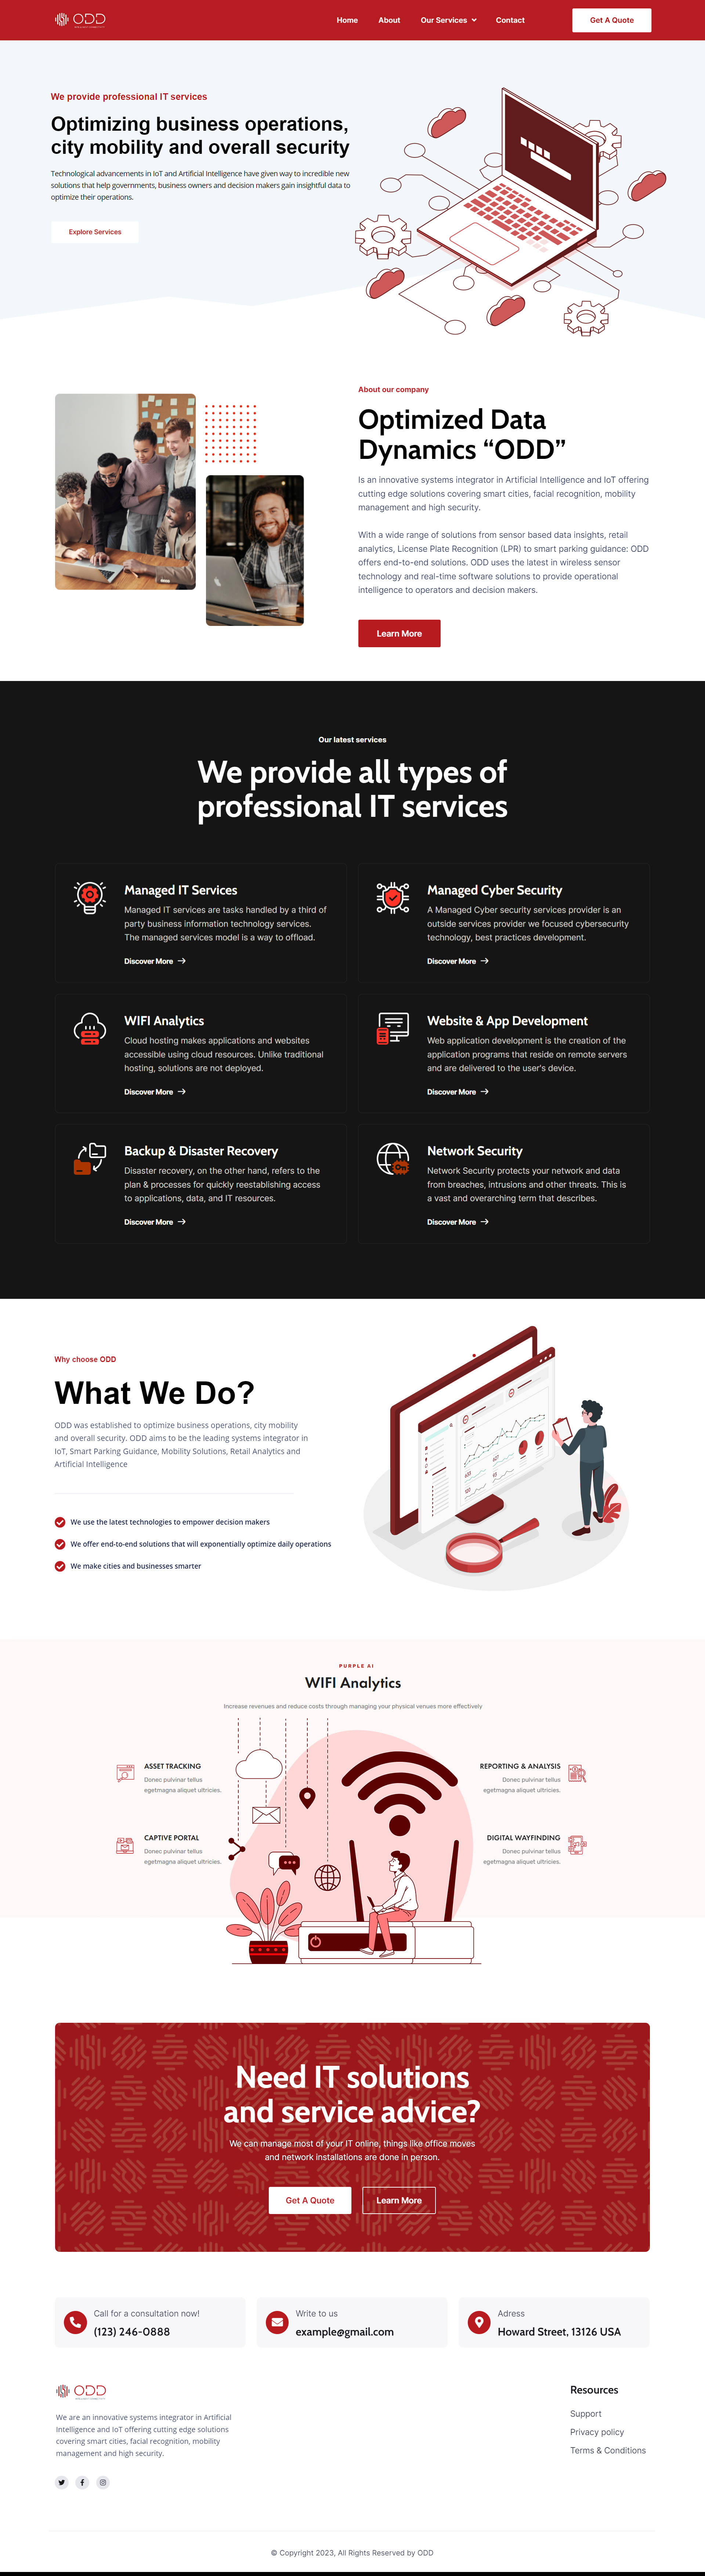 ODD
Home
About
Our Services
Contact
Get A Quote
We provide professional IT services
Optimizing business operations,
city mobility and overall security
Technological advancements in IoT and Artificial Intelligence have given way to incredible new
solutions that help governments, business owners and decision makers gain insightful data to
optimize their operations.
Explore Services
About our company
Optimized Data
Dynamics “ODD”
Is an innovative systems integrator in Artificial Intelligence and IoT offering
cutting edge solutions covering smart cities, facial recognition, mobility
management and high security.
With a wide range of solutions from sensor based data insights, retail
analytics, License Plate Recognition (LPR) to smart parking guidance: ODD
offers end-to-end solutions. ODD uses the latest in wireless sensor
technology and real-time software solutions to provide operational
intelligence to operators and decision makers.
Learn More
Our latest services
We provide all types of
professional IT services
Managed IT Services
Managed IT services are tasks handled by a third of
party business information technology services.
The managed services model is a way to offload.
Discover More
Managed Cyber Security
A Managed Cyber security services provider is an
outside services provider we focused cybersecurity
technology, best practices development.
Discover More
WIFI Analytics
Cloud hosting makes applications and websites
accessible using cloud resources. Unlike traditional
hosting, solutions are not deployed.
Discover More
Website & App Development
Web application development is the creation of the
application programs that reside on remote servers
and are delivered to the user's device.
Discover More
Backup & Disaster Recovery
Disaster recovery, on the other hand, refers to the
plan & processes for quickly reestablishing access
to applications, data, and IT resources.
Discover More
Network Security
Network Security protects your network and data
from breaches, intrusions and other threats. This is
a vast and overarching term that describes.
Discover More
Why choose ODD
What We Do?
ODD was established to optimize business operations, city mobility
and overall security. ODD aims to be the leading systems integrator in
IoT, Smart Parking Guidance, Mobility Solutions, Retail Analytics and
Artificial Intelligence
We use the latest technologies to empower decision makers
We offer end-to-end solutions that will exponentially optimize daily operations
We make cities and businesses smarter
PURPLE AI
WIFI Analytics
Increase revenues and reduce costs through managing your physical venues more effectively
ASSET TRACKING
Donec pulvinar tellus
egetmagna aliquet ultricies.
REPORTING & ANALYSIS
Donec pulvinar tellus
egetmagna aliquet ultricies.
CAPTIVE PORTAL
Donec pulvinar tellus
egetmagna aliquet ultricies.
DIGITAL WAYFINDING
Donec pulvinar tellus
egetmagna aliquet ultricies.
Need IT solutions
and service advice?
We can manage most of your IT online, things like office moves
and network installations are done in person.
Get A Quote
Learn More
Call for a consultation now!
(123) 246-0888
Write to us
example@gmail.com
Adress
Howard Street, 13126 USA
ODD
We are an innovative systems integrator in Artificial
Intelligence and IoT offering cutting edge solutions
covering smart cities, facial recognition, mobility
management and high security.
Resources
Support
Privacy policy
Terms & Conditions
© Copyright 2023, All Rights Reserved by ODD